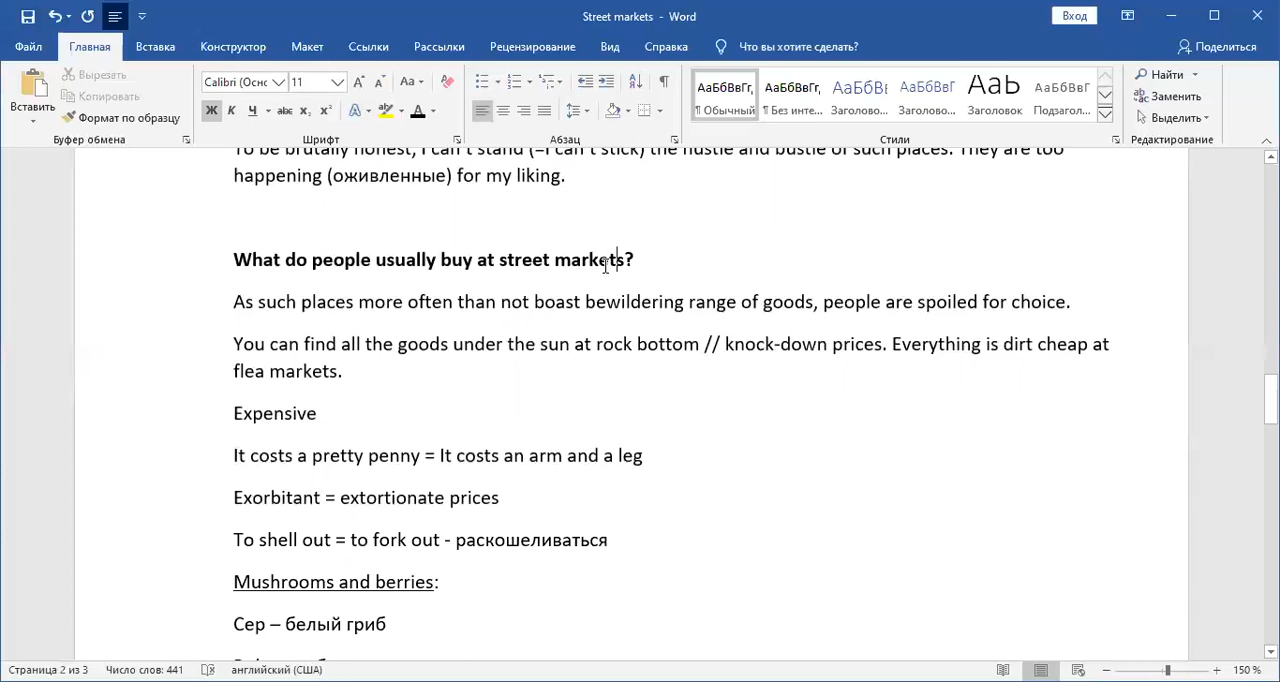 Street markets - Word
Вход
Файл Главная Вставка Конструктор Макет Ссылки Рассылки Рецензирование Вид Справка Что вы хотите сделать? Поделиться
Вставить
Вырезать
Копировать
Формат по образцу
Буфер обмена
Calibri (Осн 11
Ж К Ч abc x₂ x²
Шрифт
Абзац
АаБбВвГг, АаБбВвГг, АаБбВ АаБбВвГ АаЬ АаБбВвГ
¶ Обычный ¶ Без инте... Заголово... Заголово... Заголовок Подзагол...
Стили
Найти
Заменить
Выделить
Редактирование
To be brutally honest, I can't stand (=I can't stick) the hustle and bustle of such places. They are too
happening (оживленные) for my liking.
What do people usually buy at street markets?
As such places more often than not boast bewildering range of goods, people are spoiled for choice.
You can find all the goods under the sun at rock bottom // knock-down prices. Everything is dirt cheap at
flea markets.
Expensive
It costs a pretty penny = It costs an arm and a leg
Exorbitant = extortionate prices
To shell out = to fork out - раскошеливаться
Mushrooms and berries:
Cep – белый гриб
Страница 2 из 3 Число слов: 441 английский (США) 150 %